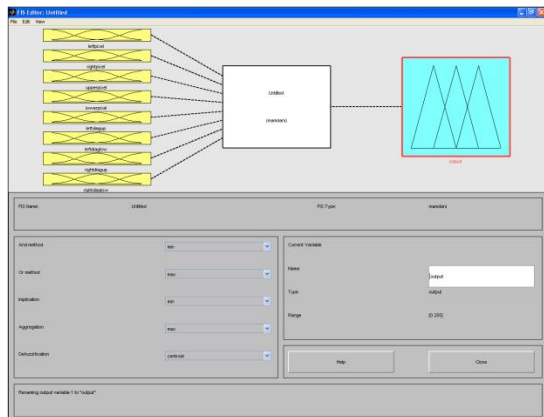 FIS Editor: Untitled
File Edit View
leftpixel
rightpixel
upperpixel
lowerpixel
leftdiagup
leftdiaglow
rightdiagup
rightdiaglow
Untitled
(mamdani)
output
FIS Name: Untitled FIS Type: mamdani
And method min
Or method max
Implication min
Aggregation max
Defuzzification centroid
Current Variable
Name output
Type output
Range [0 255]
Help Close
Renaming output variable 1 to "output"